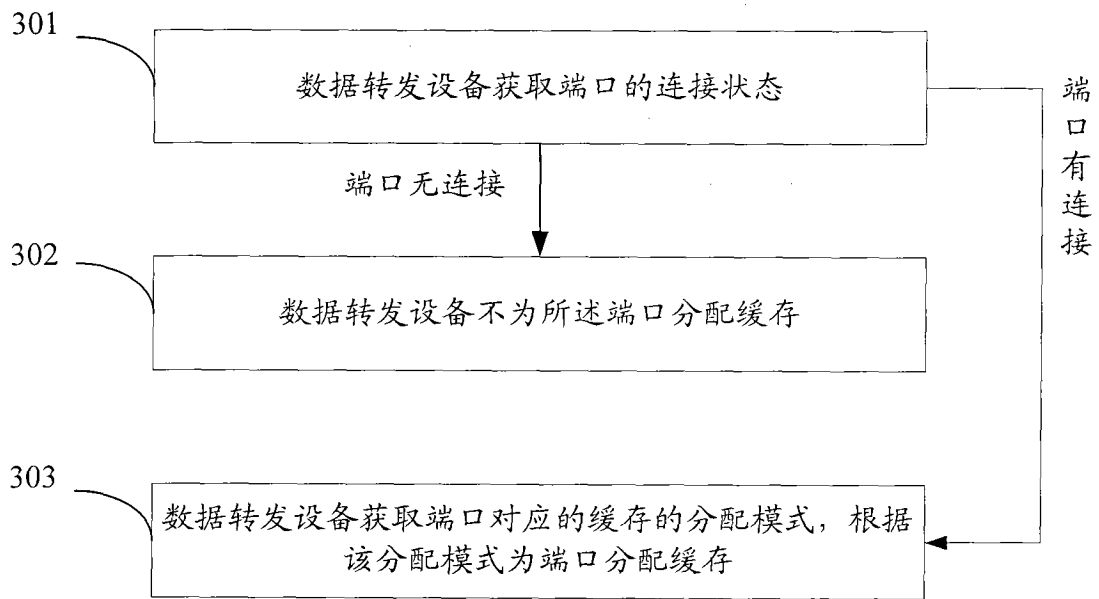 301
数据转发设备获取端口的连接状态
端口有连接
端口无连接
302
数据转发设备不为所述端口分配缓存
303
数据转发设备获取端口对应的缓存的分配模式，根据
该分配模式为端口分配缓存